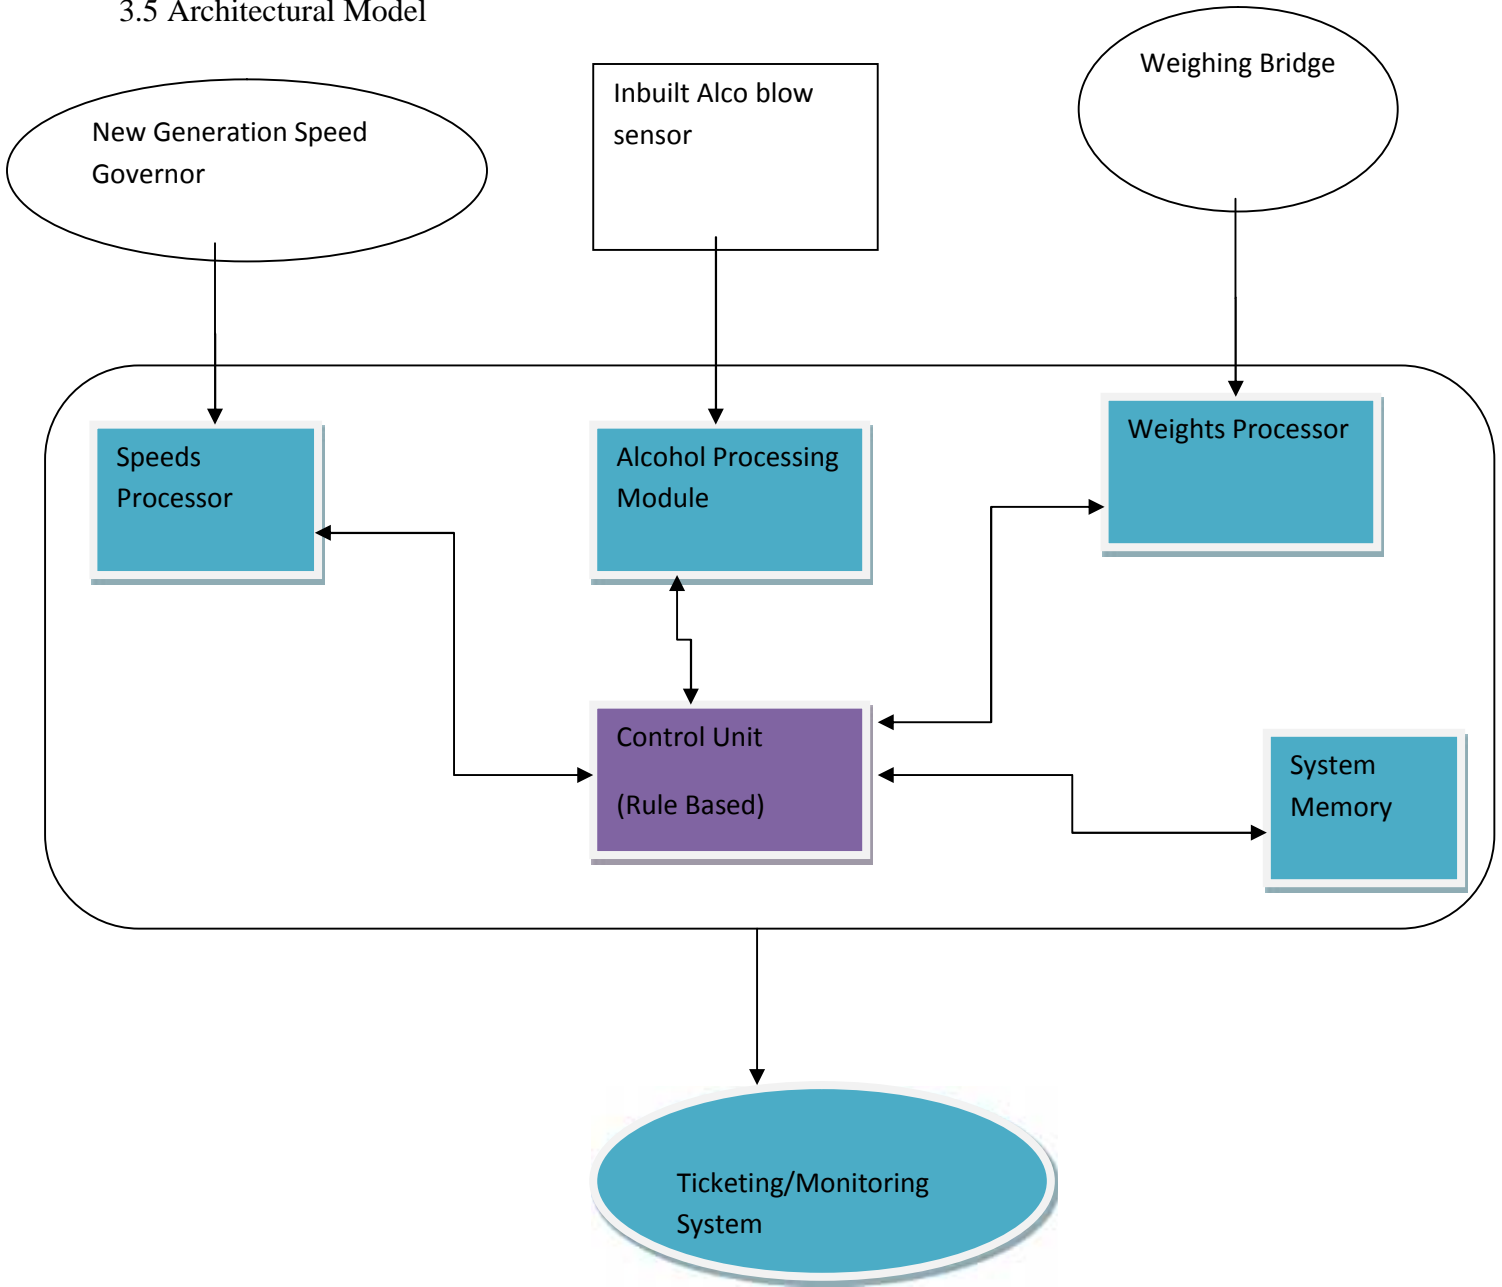 3.5 Architectural Model
New Generation Speed
Governor
Inbuilt Alco blow
sensor
Weighing Bridge
Speeds
Processor
Alcohol Processing
Module
Weights Processor
Control Unit
(Rule Based)
System
Memory
Ticketing/Monitoring
System